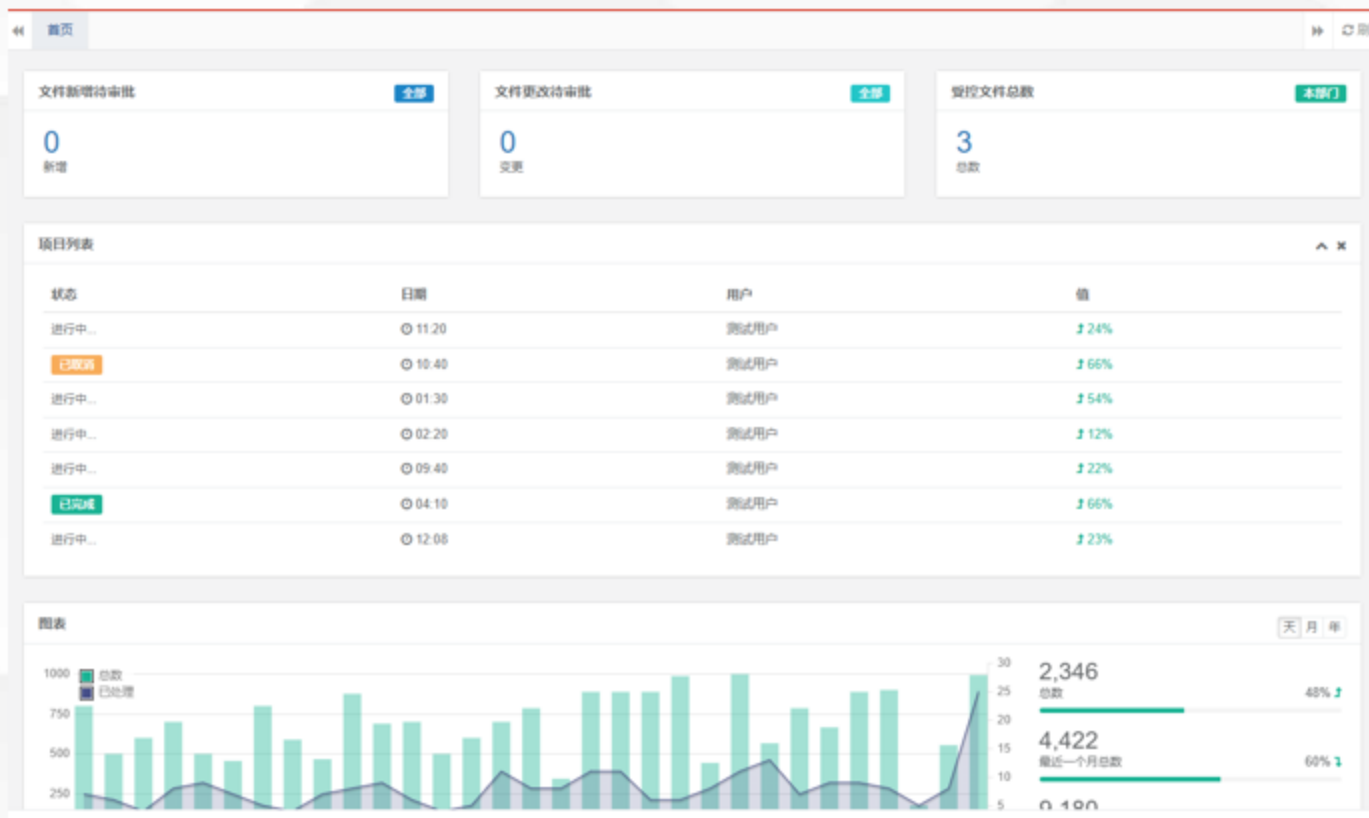 首页
文件新增待审批 全部
0
新增
文件更改待审批 全部
0
变更
受控文件总数 本部门
3
总数
项目列表
状态 日期 用户 值
进行中... 11:20 测试用户 24%
已取消 10:40 测试用户 66%
进行中... 01:30 测试用户 54%
进行中... 02:20 测试用户 12%
进行中... 09:40 测试用户 22%
已完成 04:10 测试用户 66%
进行中... 12:08 测试用户 23%
图表
天 月 年
总数
已处理
1000
750
500
250
30
25
20
15
10
5
2,346
总数 48%
4,422
最近一个月总数 60%
9,180